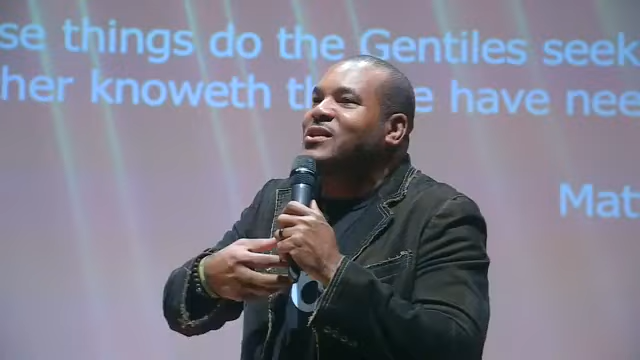 se things do the Gentiles seek
her knoweth th e have nee
Mat